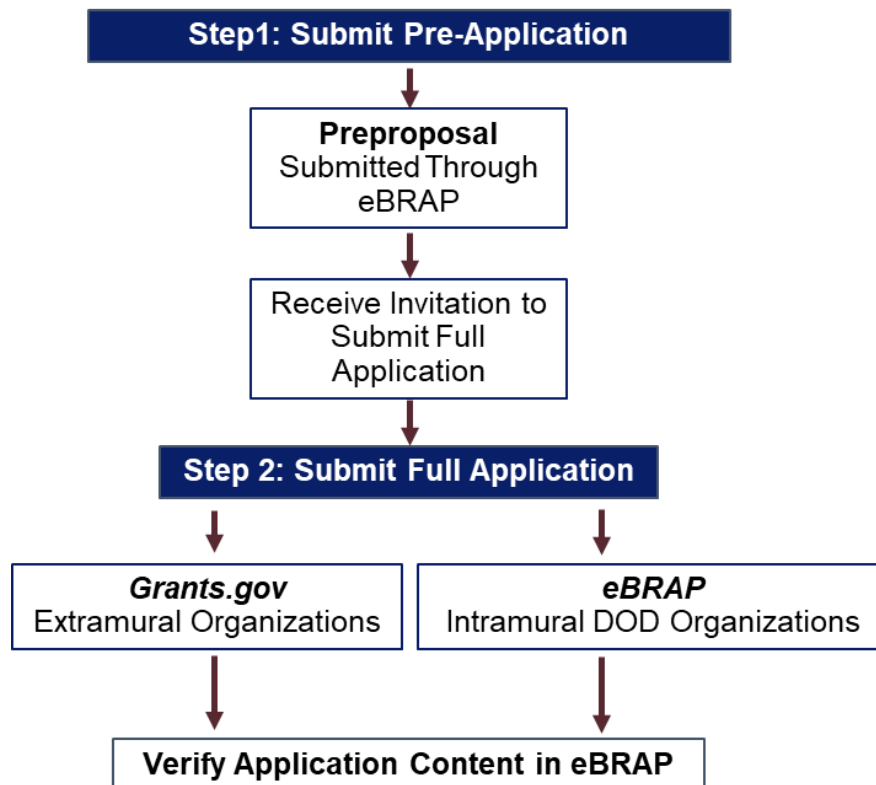 Step1: Submit Pre-Application
Preproposal
Submitted Through
eBRAP
Receive Invitation to
Submit Full
Application
Step 2: Submit Full Application
Grants.gov
Extramural Organizations
eBRAP
Intramural DOD Organizations
Verify Application Content in eBRAP